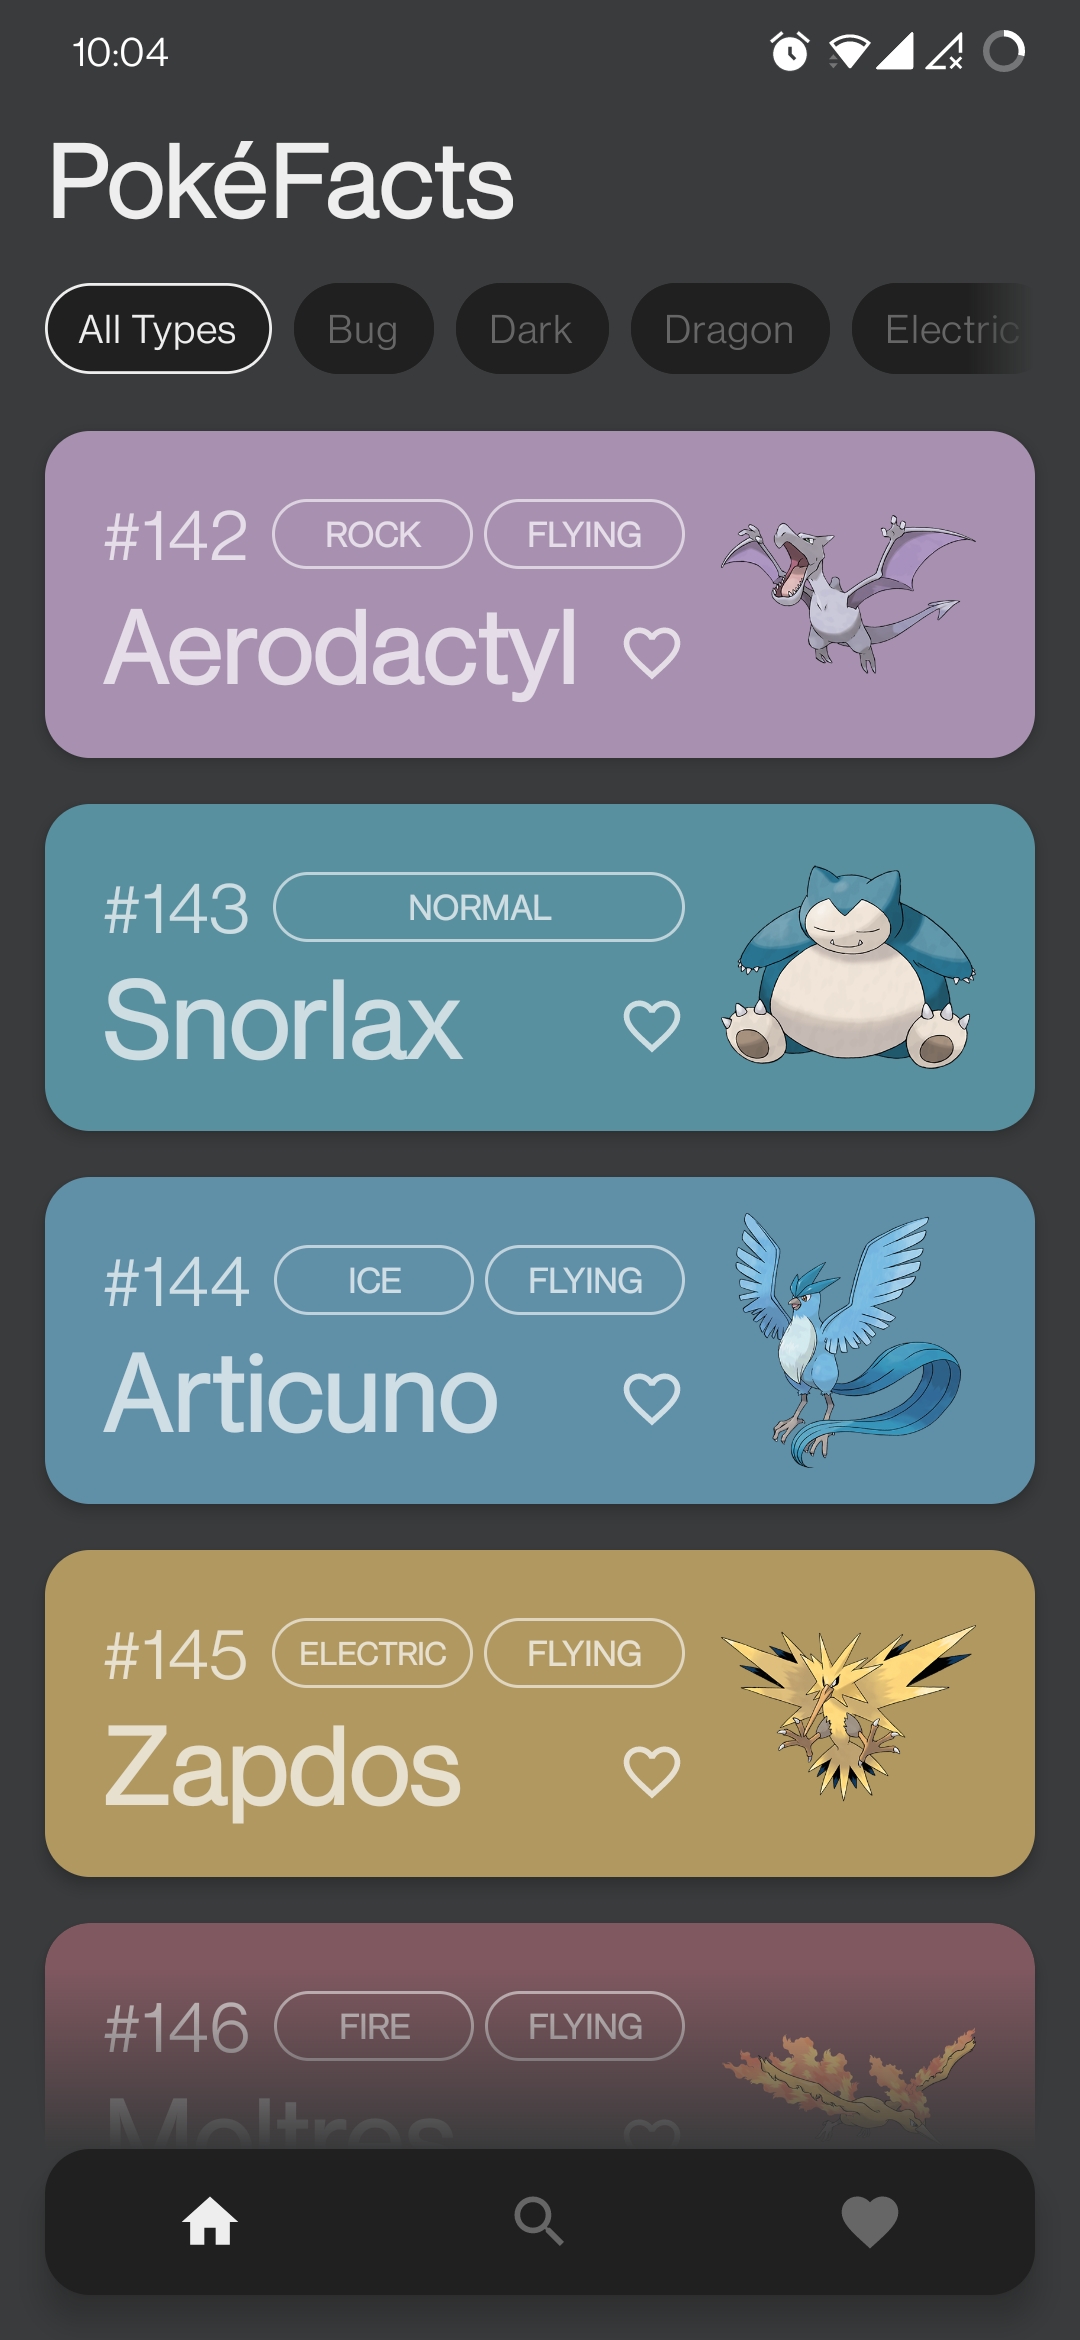 10:04
PokéFacts
All Types Bug Dark Dragon Electric
#142 ROCK FLYING
Aerodactyl
#143 NORMAL
Snorlax
#144 ICE FLYING
Articuno
#145 ELECTRIC FLYING
Zapdos
#146 FIRE FLYING
Moltres